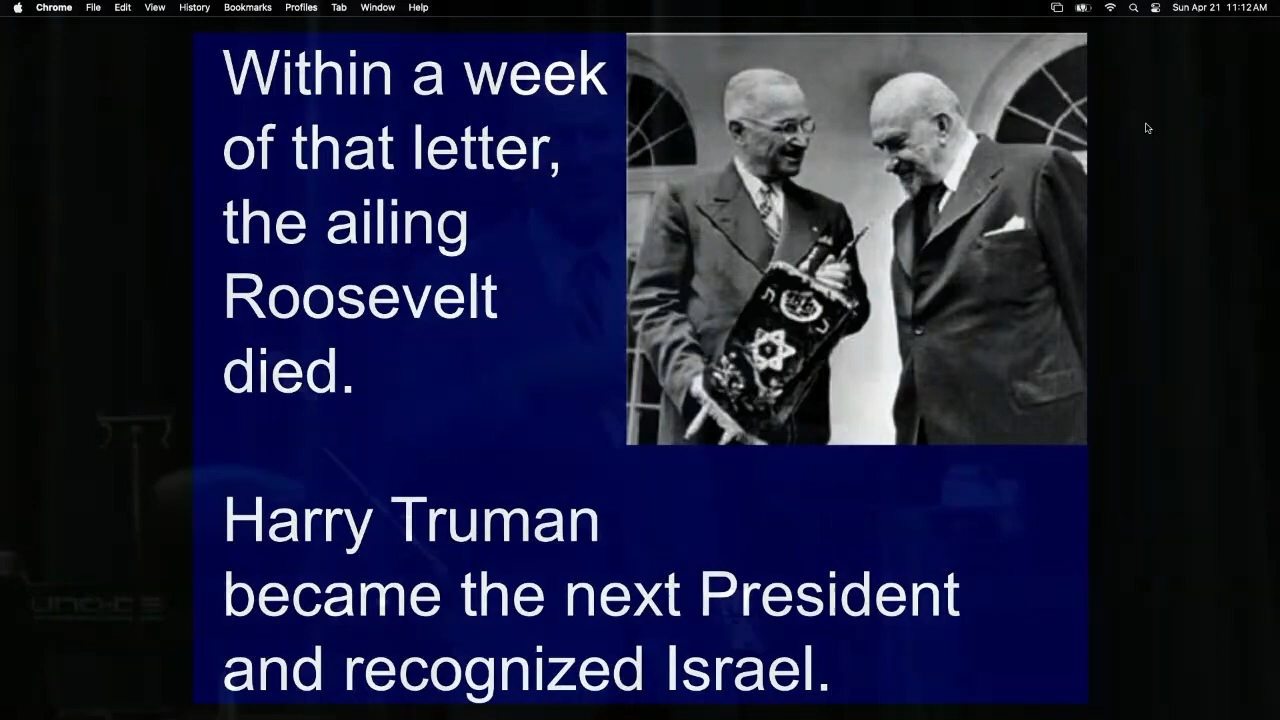 Chrome File Edit View History Bookmarks Profiles Tab Window Help Sun Apr 21 11:12 AM
Within a week
of that letter,
the ailing
Roosevelt
died.
Harry Truman
became the next President
and recognized Israel.